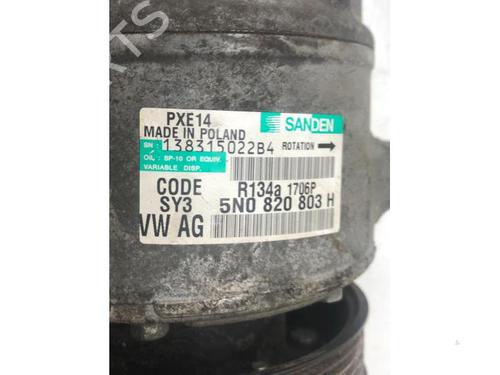 PARTS
PXE14
MADE IN POLAND
SANDEN
SN : 138315022B4 ROTATION
OIL : SP-10 OR EQUIV.
VARIABLE DISP.
CODE R134a 1706P
SY3 5N0 820 803 H
VW AG